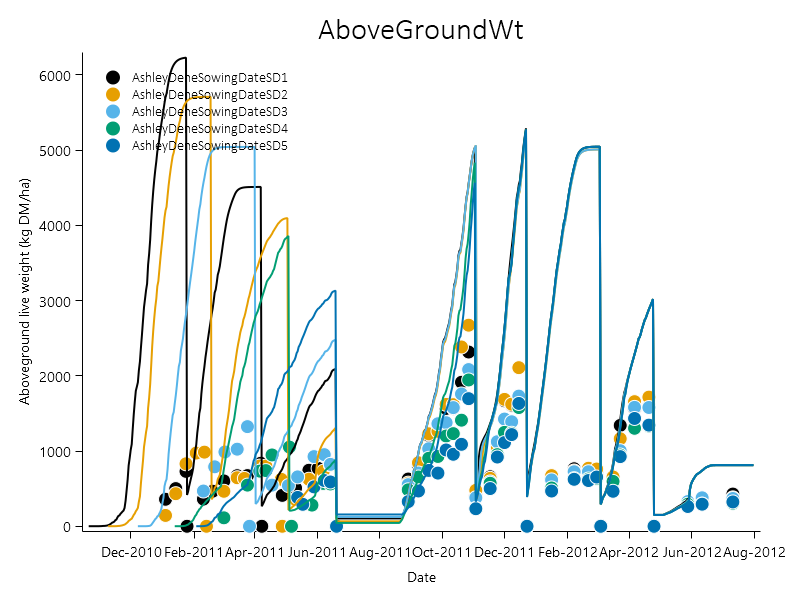 AboveGroundWt
6000
5000
4000
3000
2000
1000
0
Aboveground live weight (kg DM/ha)
AshleyDeneSowingDateSD1
AshleyDeneSowingDateSD2
AshleyDeneSowingDateSD3
AshleyDeneSowingDateSD4
AshleyDeneSowingDateSD5
Dec-2010 Feb-2011 Apr-2011 Jun-2011 Aug-2011 Oct-2011 Dec-2011 Feb-2012 Apr-2012 Jun-2012 Aug-2012
Date